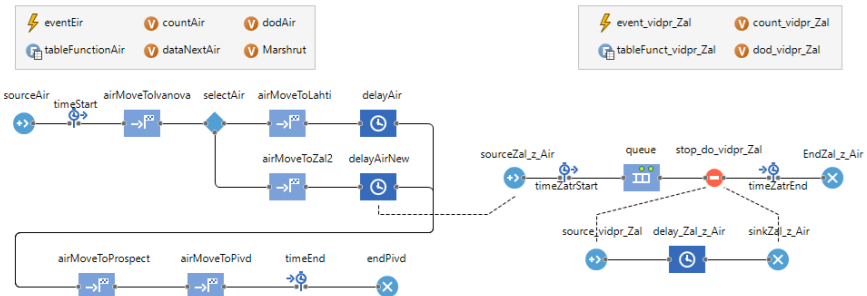 eventEir countAir dodAir
tableFunctionAir dataNextAir Marshrut
event_vidpr_Zal count_vidpr_Zal
tableFunct_vidpr_Zal dod_vidpr_Zal
sourceAir timeStart airMoveToIvanova selectAir airMoveToLahti delayAir
airMoveToZal2 delayAirNew
sourceZal_z_Air timeZatrStart queue stop_do_vidpr_Zal timeZatrEnd EndZal_z_Air
source_vidpr_Zal delay_Zal_z_Air sinkZal_z_Air
airMoveToProspect airMoveToPivd timeEnd endPivd